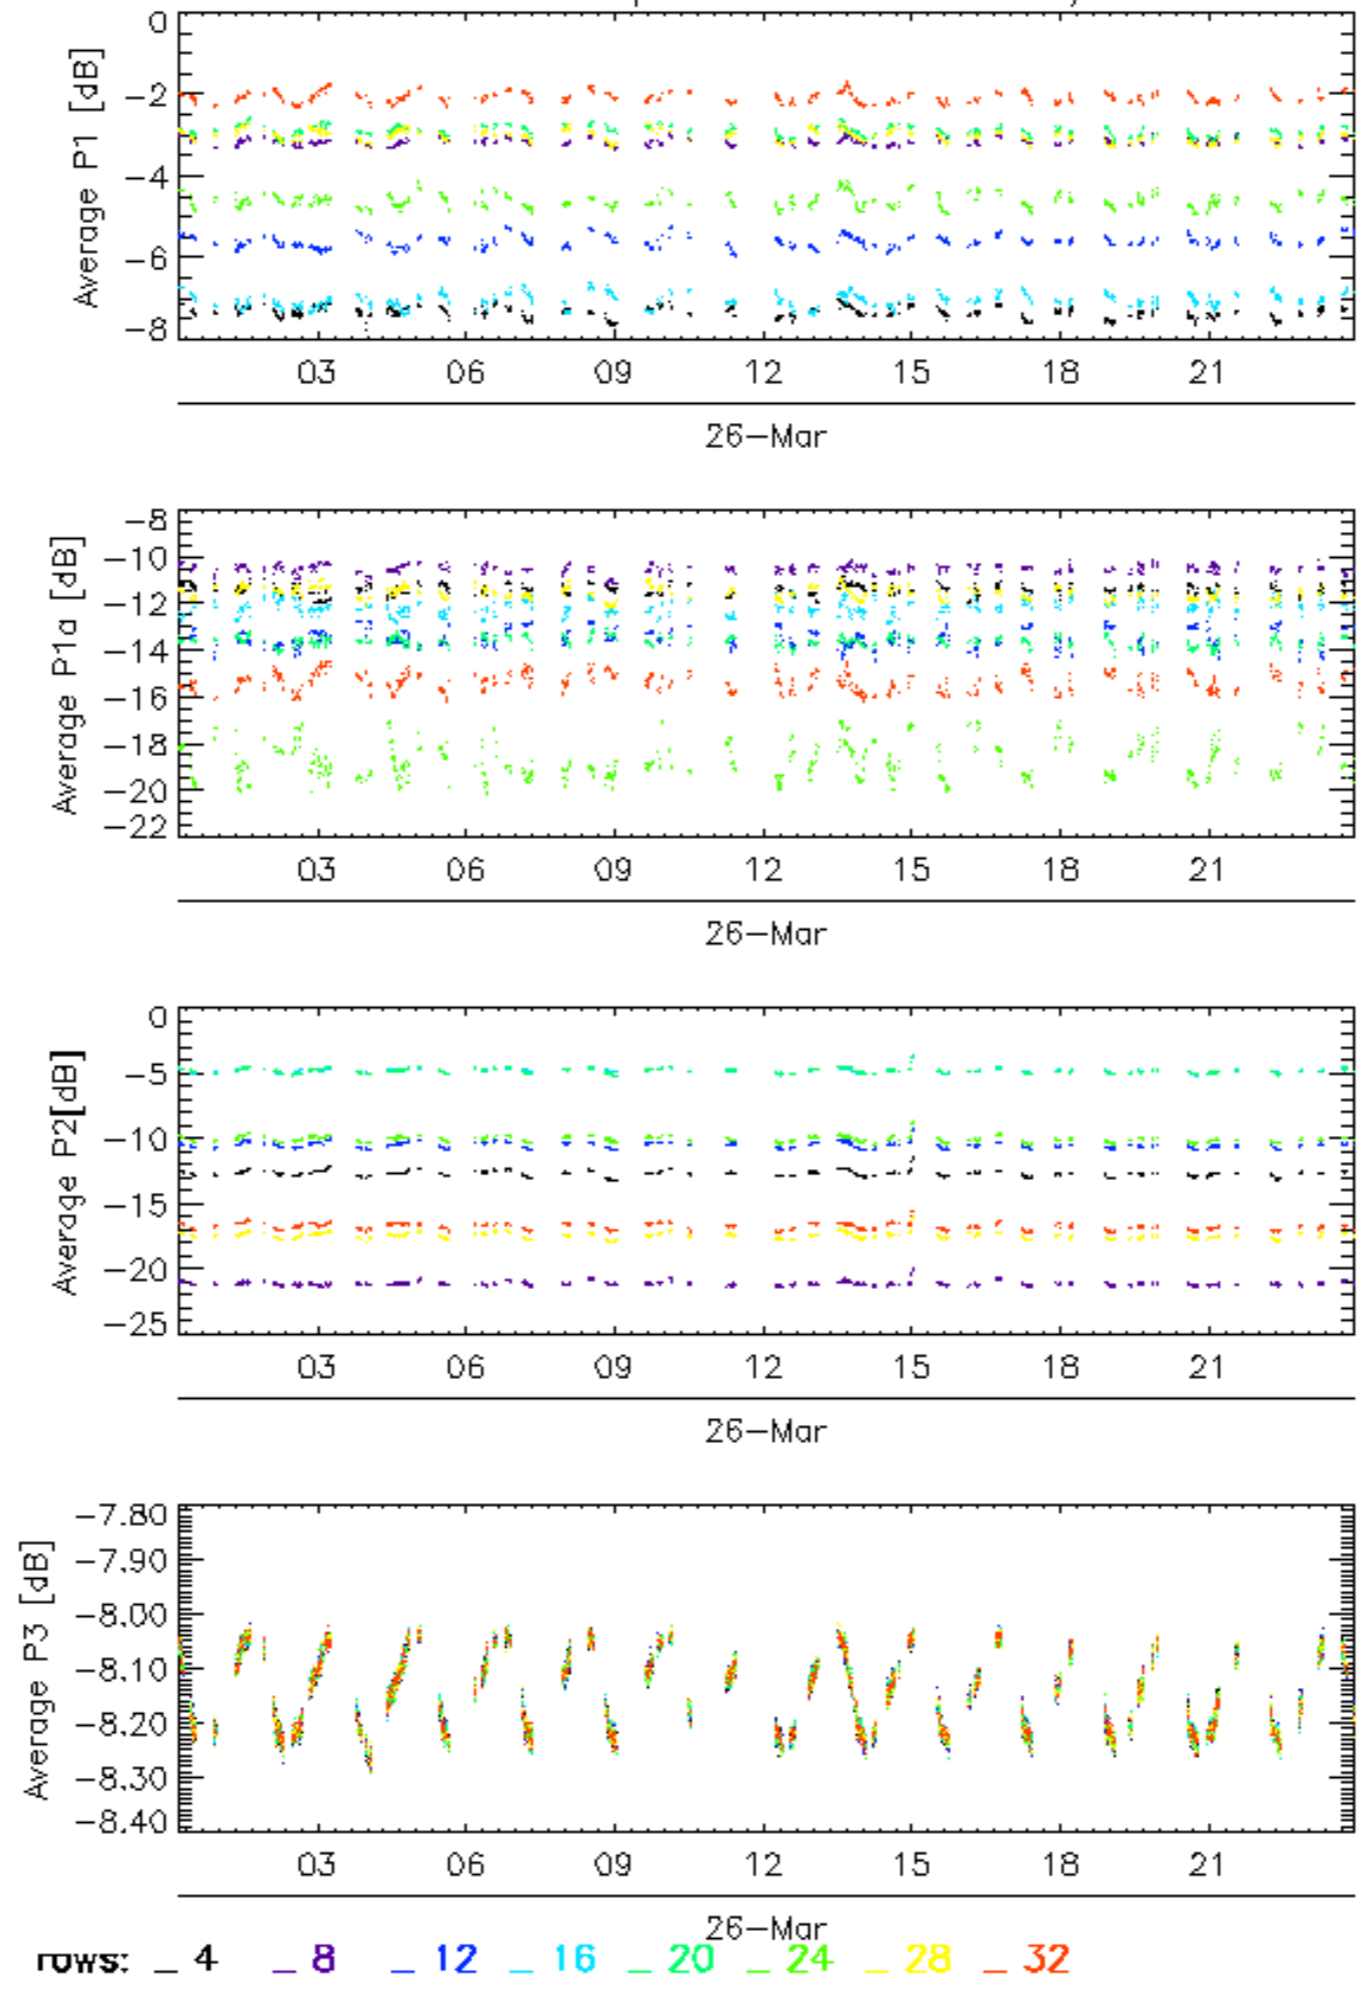 0
−2
−4
−6
−8
Average P1 [dB]
03 06 09 12 15 18 21
26−Mar
−8
−10
−12
−14
−16
−18
−20
−22
Average P1a [dB]
03 06 09 12 15 18 21
26−Mar
0
−5
−10
−15
−20
−25
Average P2[dB]
03 06 09 12 15 18 21
26−Mar
−7.80
−7.90
−8.00
−8.10
−8.20
−8.30
−8.40
Average P3 [dB]
03 06 09 12 15 18 21
26−Mar
rows: _ 4 _ 8 _ 12 _ 16 _ 20 _ 24 _ 28 _ 32